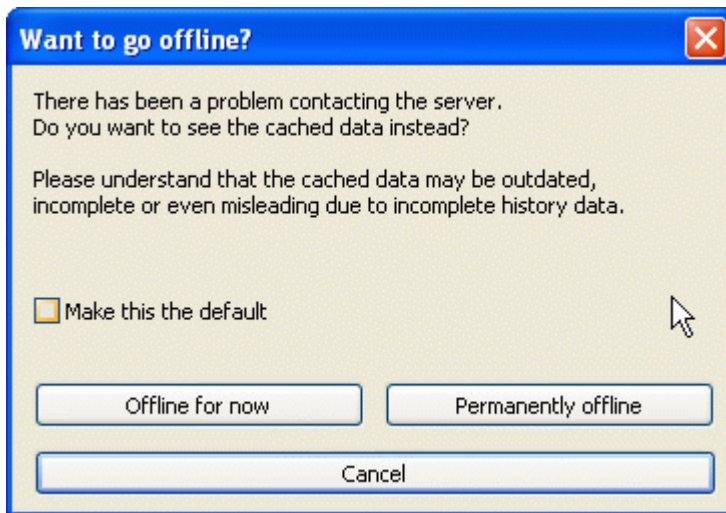 Want to go offline?
There has been a problem contacting the server.
Do you want to see the cached data instead?
Please understand that the cached data may be outdated,
incomplete or even misleading due to incomplete history data.
Make this the default
Offline for now
Permanently offline
Cancel